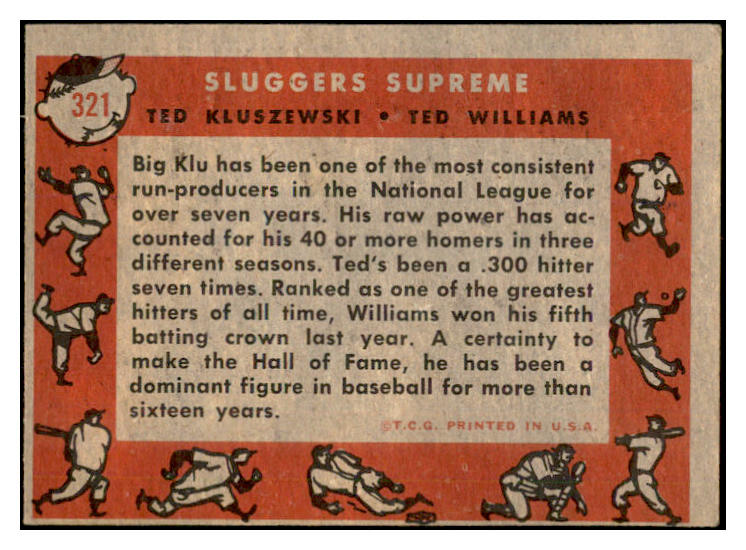 321
SLUGGERS SUPREME
TED KLUSZEWSKI • TED WILLIAMS
Big Klu has been one of the most consistent
run-producers in the National League for
over seven years. His raw power has ac-
counted for his 40 or more homers in three
different seasons. Ted's been a .300 hitter
seven times. Ranked as one of the greatest
hitters of all time, Williams won his fifth
batting crown last year. A certainty to
make the Hall of Fame, he has been a
dominant figure in baseball for more than
sixteen years.
©T.C.G. PRINTED IN U.S.A.